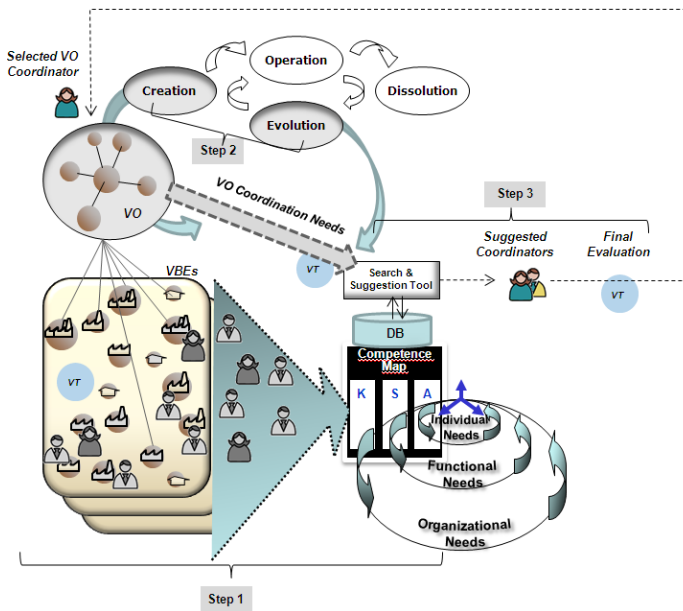 Selected VO
Coordinator
Operation
Creation
Dissolution
Evolution
Step 2
VO
VO Coordination Needs
Step 3
Suggested
Coordinators
Final
Evaluation
VT
Search &
Suggestion Tool
VT
VBEs
DB
Competence
Map
K S A
VT
Individual
Needs
Functional
Needs
Organizational
Needs
Step 1